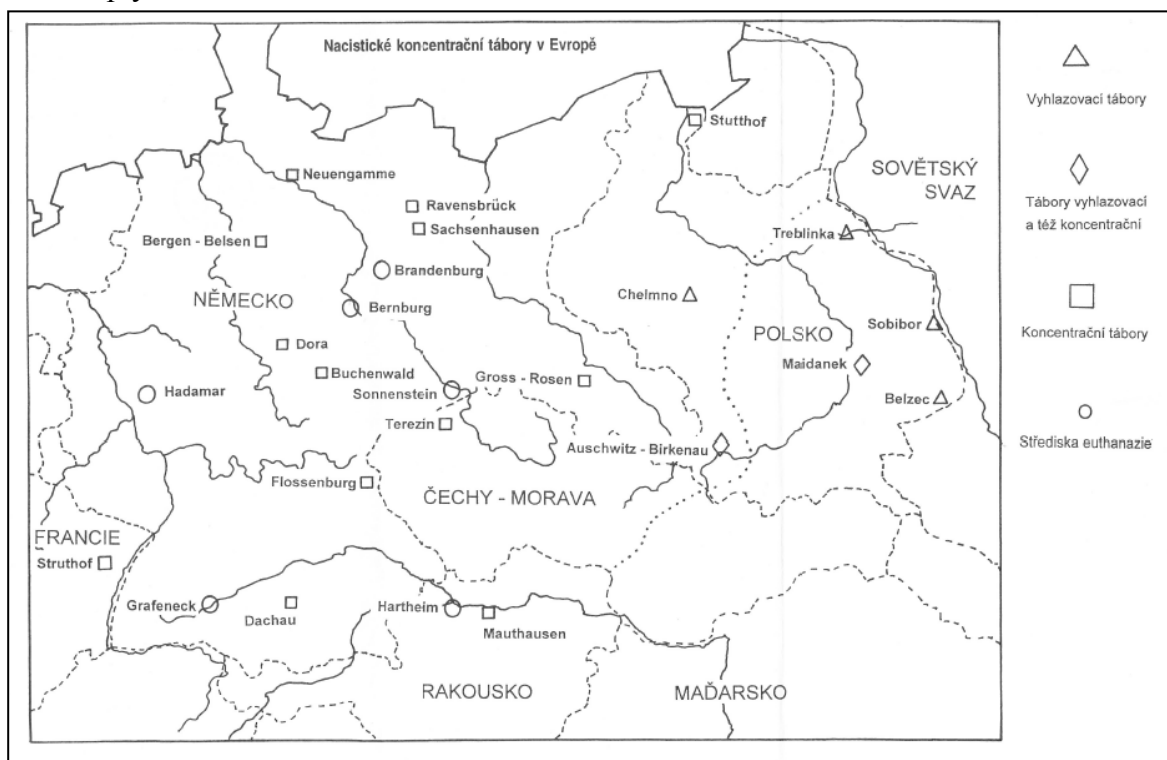 Nacistické koncentrační tábory v Evropě
Stutthof
SOVĚTSKÝ
SVAZ
Neuengamme
Ravensbrück
Sachsenhausen
Treblinka
Bergen - Belsen
Brandenburg
NĚMECKO
Bernburg
Chelmno
POLSKO
Sobibor
Dora
Buchenwald
Maidanek
Hadamar
Sonnenstein
Gross - Rosen
Belzec
Terezin
Auschwitz - Birkenau
Flossenburg
ČECHY - MORAVA
FRANCIE
Struthof
Grafeneck
Dachau
Hartheim
Mauthausen
RAKOUSKO
MAĎARSKO
Vyhlazovací tábory
Tábory vyhlazovací
a též koncentrační
Koncentrační tábory
Střediska euthanazie